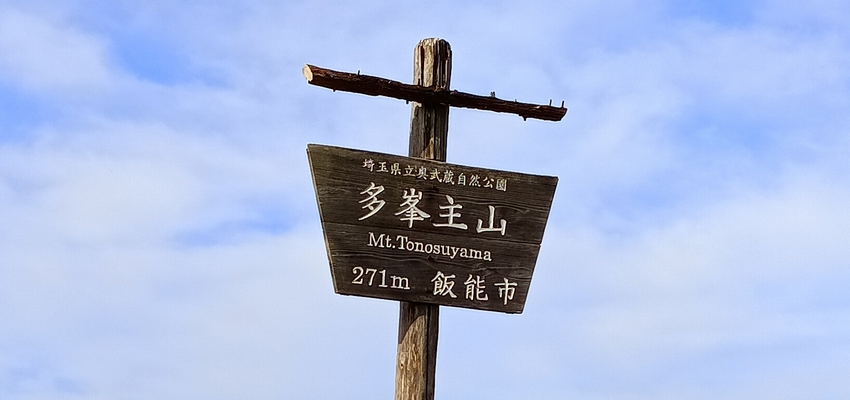 埼玉県立奥武蔵自然公園
多峯主山
Mt.Tonosuyama
271m 飯能市